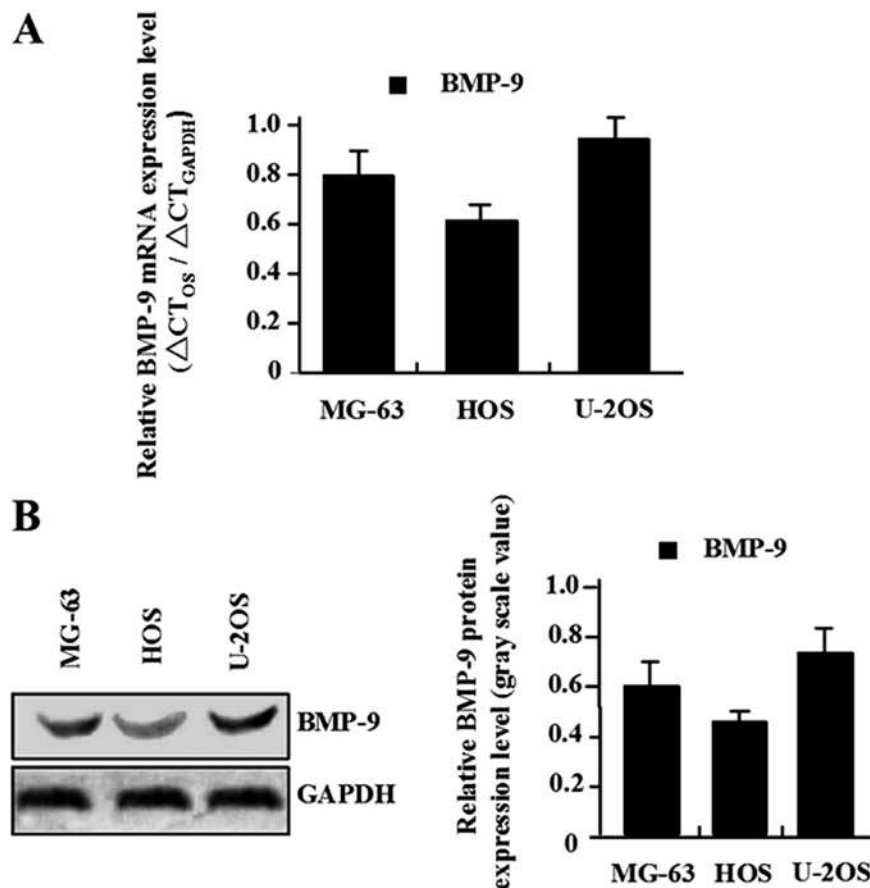 A
Relative BMP-9 mRNA expression level
(△CT_OS / △CT_GAPDH)
BMP-9
1.0
0.8
0.6
0.4
0.2
0
MG-63 HOS U-2OS
B
MG-63 HOS U-2OS
BMP-9
GAPDH
Relative BMP-9 protein
expression level (gray scale value)
BMP-9
1.0
0.8
0.6
0.4
0.2
0
MG-63 HOS U-2OS